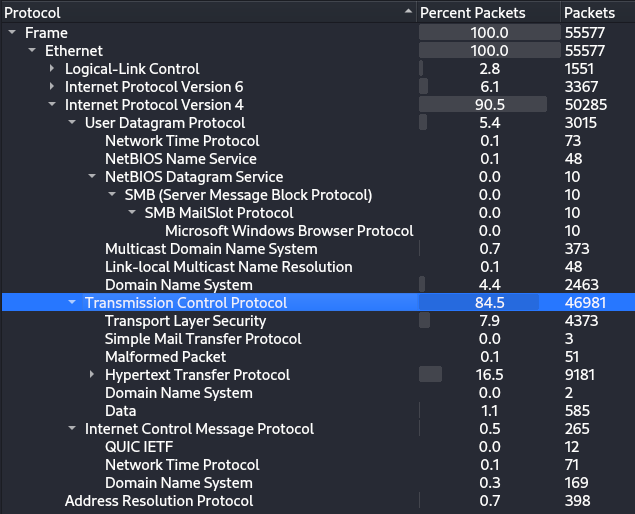 Protocol Percent Packets Packets
Frame 100.0 55577
Ethernet 100.0 55577
Logical-Link Control 2.8 1551
Internet Protocol Version 6 6.1 3367
Internet Protocol Version 4 90.5 50285
User Datagram Protocol 5.4 3015
Network Time Protocol 0.1 73
NetBIOS Name Service 0.1 48
NetBIOS Datagram Service 0.0 10
SMB (Server Message Block Protocol) 0.0 10
SMB MailSlot Protocol 0.0 10
Microsoft Windows Browser Protocol 0.0 10
Multicast Domain Name System 0.7 373
Link-local Multicast Name Resolution 0.1 48
Domain Name System 4.4 2463
Transmission Control Protocol 84.5 46981
Transport Layer Security 7.9 4373
Simple Mail Transfer Protocol 0.0 3
Malformed Packet 0.1 51
Hypertext Transfer Protocol 16.5 9181
Domain Name System 0.0 2
Data 1.1 585
Internet Control Message Protocol 0.5 265
QUIC IETF 0.0 12
Network Time Protocol 0.1 71
Domain Name System 0.3 169
Address Resolution Protocol 0.7 398